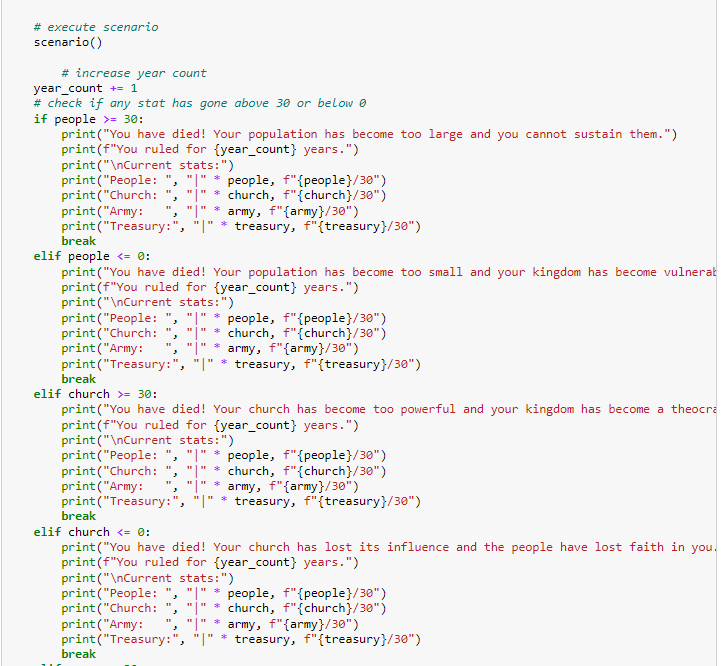 # execute scenario
scenario()
# increase year count
year_count += 1
# check if any stat has gone above 30 or below 0
if people >= 30:
print("You have died! Your population has become too large and you cannot sustain them.")
print(f"You ruled for {year_count} years.")
print("\nCurrent stats:")
print("People: ", "|" * people, f"{people}/30")
print("Church: ", "|" * church, f"{church}/30")
print("Army:   ", "|" * army, f"{army}/30")
print("Treasury:", "|" * treasury, f"{treasury}/30")
break
elif people <= 0:
print("You have died! Your population has become too small and your kingdom has become vulnerab
print(f"You ruled for {year_count} years.")
print("\nCurrent stats:")
print("People: ", "|" * people, f"{people}/30")
print("Church: ", "|" * church, f"{church}/30")
print("Army:   ", "|" * army, f"{army}/30")
print("Treasury:", "|" * treasury, f"{treasury}/30")
break
elif church >= 30:
print("You have died! Your church has become too powerful and your kingdom has become a theocra
print(f"You ruled for {year_count} years.")
print("\nCurrent stats:")
print("People: ", "|" * people, f"{people}/30")
print("Church: ", "|" * church, f"{church}/30")
print("Army:   ", "|" * army, f"{army}/30")
print("Treasury:", "|" * treasury, f"{treasury}/30")
break
elif church <= 0:
print("You have died! Your church has lost its influence and the people have lost faith in you.
print(f"You ruled for {year_count} years.")
print("\nCurrent stats:")
print("People: ", "|" * people, f"{people}/30")
print("Church: ", "|" * church, f"{church}/30")
print("Army:   ", "|" * army, f"{army}/30")
print("Treasury:", "|" * treasury, f"{treasury}/30")
break